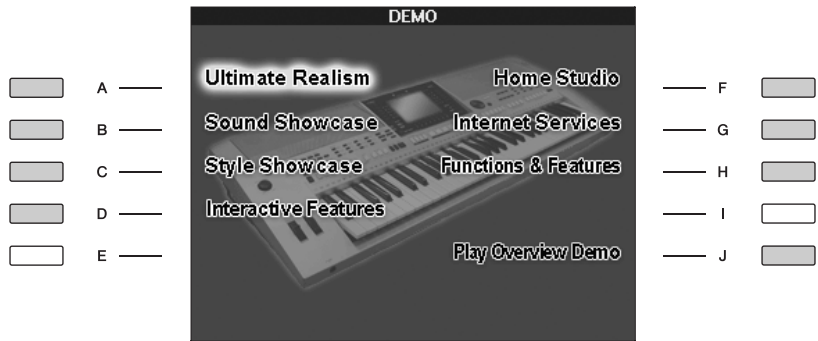 DEMO
A Ultimate Realism Home Studio F
B Sound Showcase Internet Services G
C Style Showcase Functions & Features H
D Interactive Features I
E Play Overview Demo J